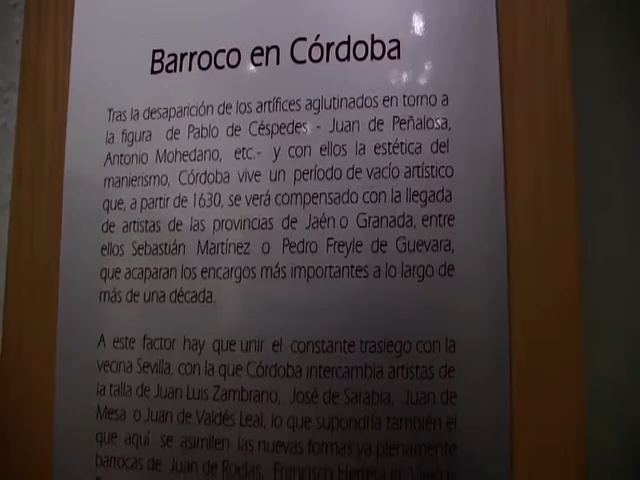 Barroco en Córdoba
Tras la desaparición de los artífices aglutinados en torno a
la figura de Pablo de Céspedes - Juan de Peñalosa,
Antonio Mohedano, etc.- y con ellos la estética del
manierismo, Córdoba vive un período de vacío artístico
que, a partir de 1630, se verá compensado con la llegada
de artistas de las provincias de Jaén o Granada, entre
ellos Sebastián Martínez o Pedro Freyle de Guevara,
que acaparan los encargos más importantes a lo largo de
más de una década.
A este factor hay que unir el constante trasiego con la
vecina Sevilla, con la que Córdoba intercambia artistas de
la talla de Juan Luis Zambrano, José de Sarabia, Juan de
Mesa o Juan de Valdés Leal, lo que supondría también el
que aquí se asimilen las nuevas formas ya plenamente
barrocas de Juan de Roelas, Francisco Herrera el Viejo